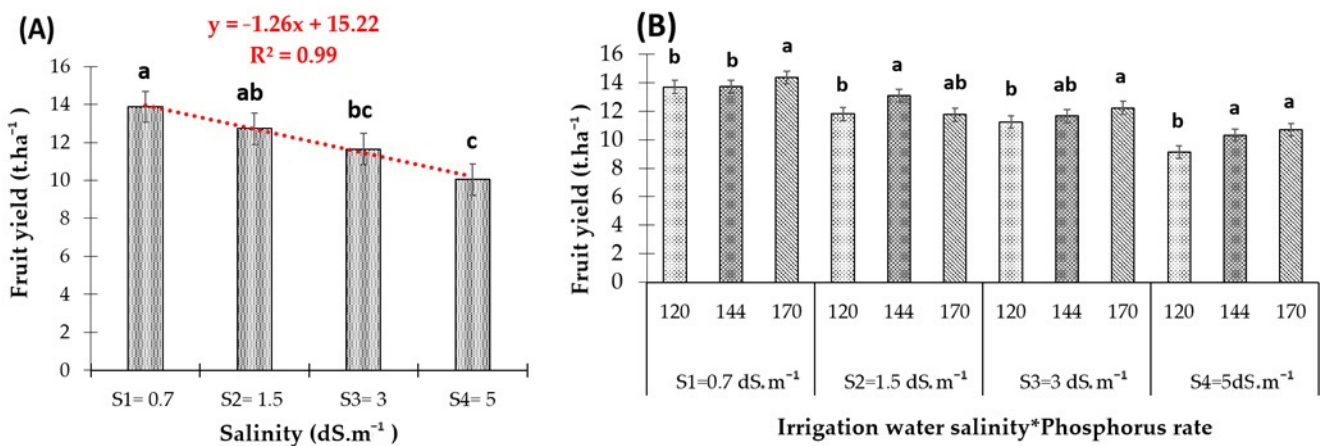 (A)
y = -1.26x + 15.22
R² = 0.99
Fruit yield (t.ha⁻¹ )
16
14
12
10
8
6
4
2
0
a
ab
bc
c
S1= 0.7 S2= 1.5 S3= 3 S4= 5
Salinity (dS.m⁻¹ )
(B)
Fruit yield (t.ha⁻¹ )
16
14
12
10
8
6
4
2
0
b b a b a ab b ab a b a a
120 144 170 120 144 170 120 144 170 120 144 170
S1=0.7 dS.m⁻¹ S2=1.5 dS.m⁻¹ S3=3 dS.m⁻¹ S4=5dS.m⁻¹
Irrigation water salinity*Phosphorus rate